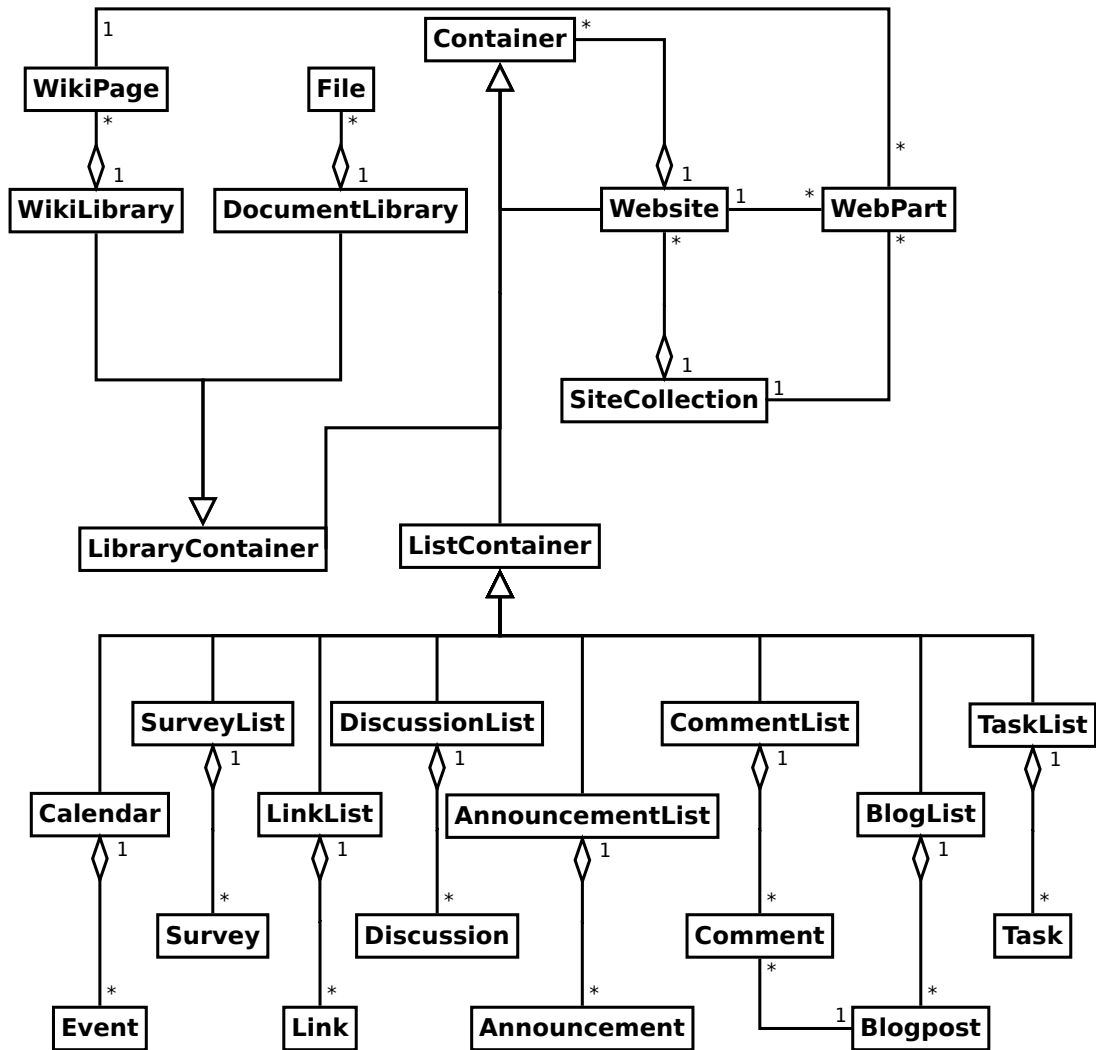 1
Container
*
WikiPage
File
*
*
*
1
1
1
WikiLibrary
DocumentLibrary
Website
1
*
WebPart
*
*
1
1
SiteCollection
LibraryContainer
ListContainer
SurveyList
DiscussionList
CommentList
TaskList
1
1
1
1
Calendar
LinkList
AnnouncementList
BlogList
1
1
1
1
*
*
*
*
Survey
Discussion
Comment
Task
*
*
*
*
*
1
Event
Link
Announcement
Blogpost